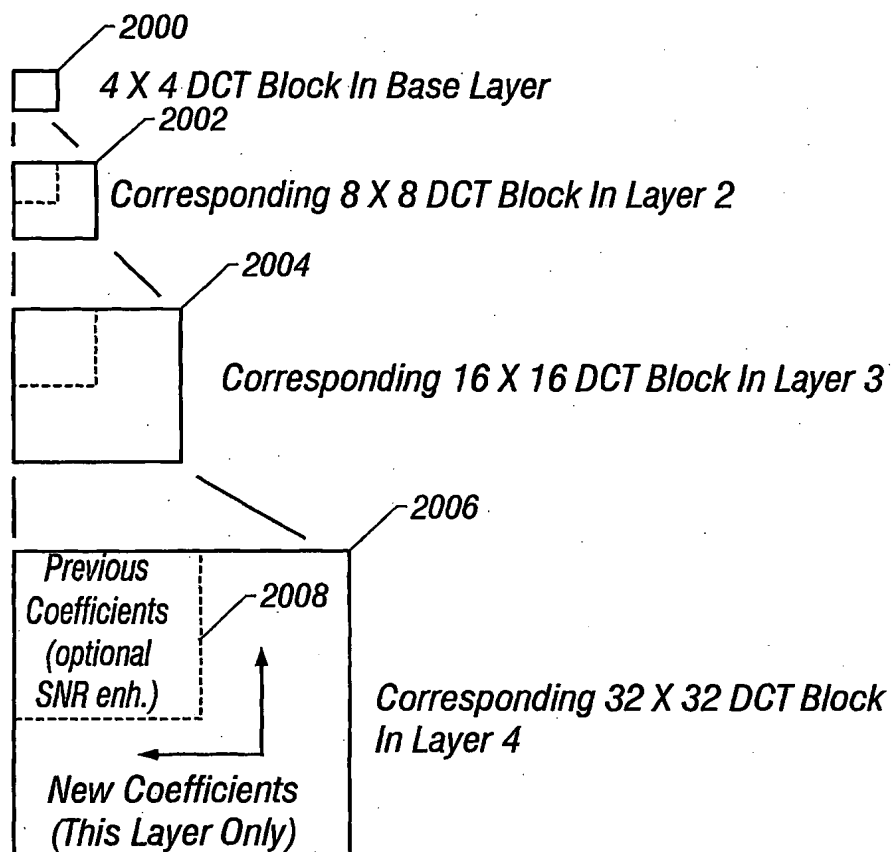 2000
4 X 4 DCT Block In Base Layer
2002
Corresponding 8 X 8 DCT Block In Layer 2
2004
Corresponding 16 X 16 DCT Block In Layer 3
2006
Previous
Coefficients
(optional
SNR enh.)
2008
Corresponding 32 X 32 DCT Block
In Layer 4
New Coefficients
(This Layer Only)